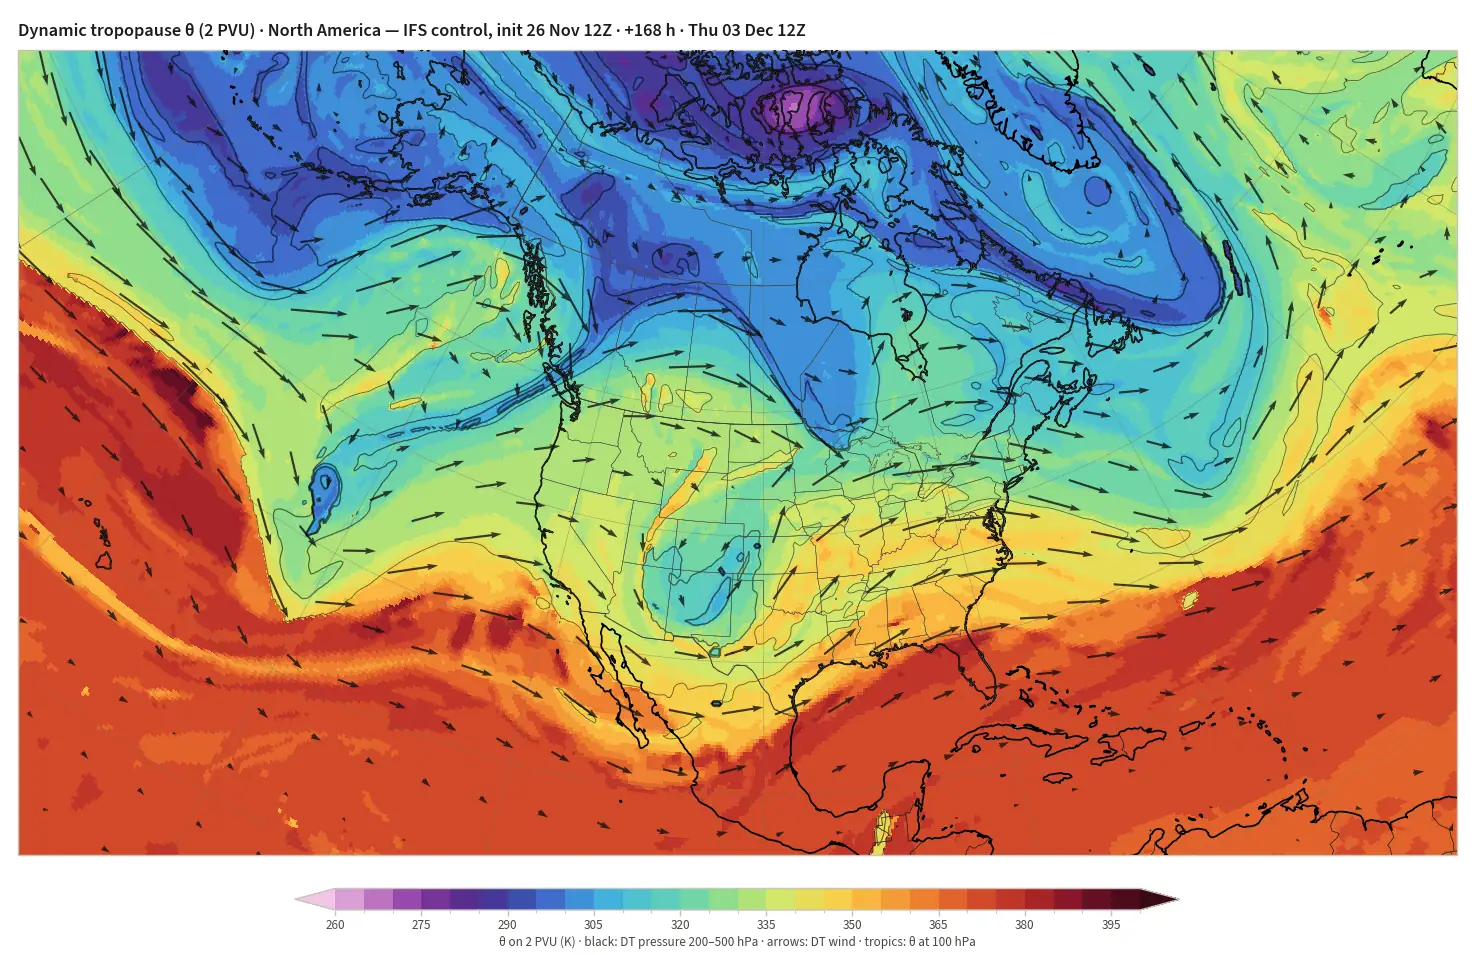 Dynamic tropopause θ (2 PVU) · North America — IFS control, init 26 Nov 12Z · +168 h · Thu 03 Dec 12Z
260 275 290 305 320 335 350 365 380 395
θ on 2 PVU (K) · black: DT pressure 200–500 hPa · arrows: DT wind · tropics: θ at 100 hPa